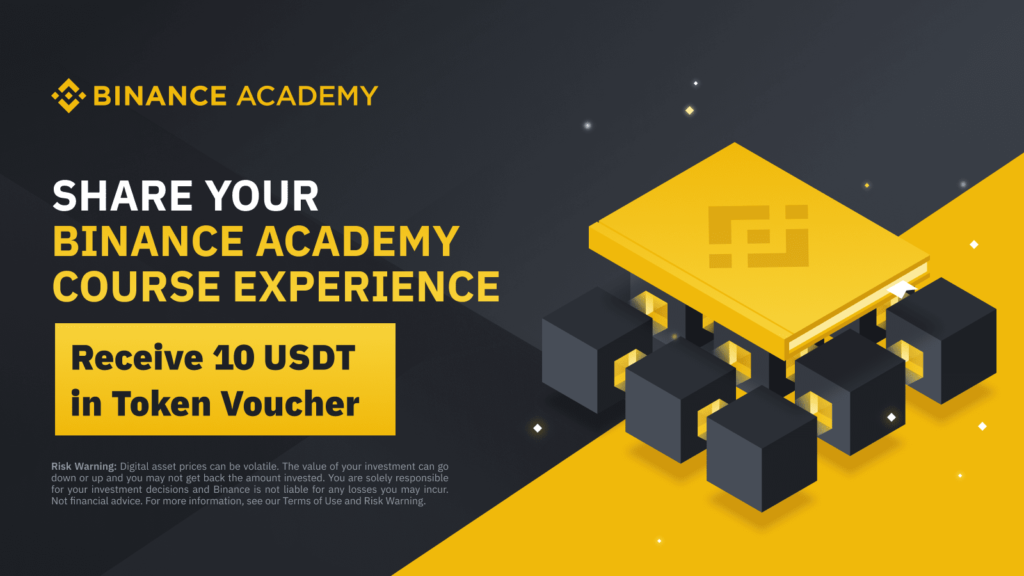 BINANCE ACADEMY
SHARE YOUR
BINANCE ACADEMY
COURSE EXPERIENCE
Receive 10 USDT
in Token Voucher
Risk Warning: Digital asset prices can be volatile. The value of your investment can go
down or up and you may not get back the amount invested. You are solely responsible
for your investment decisions and Binance is not liable for any losses you may incur.
Not financial advice. For more information, see our Terms of Use and Risk Warning.